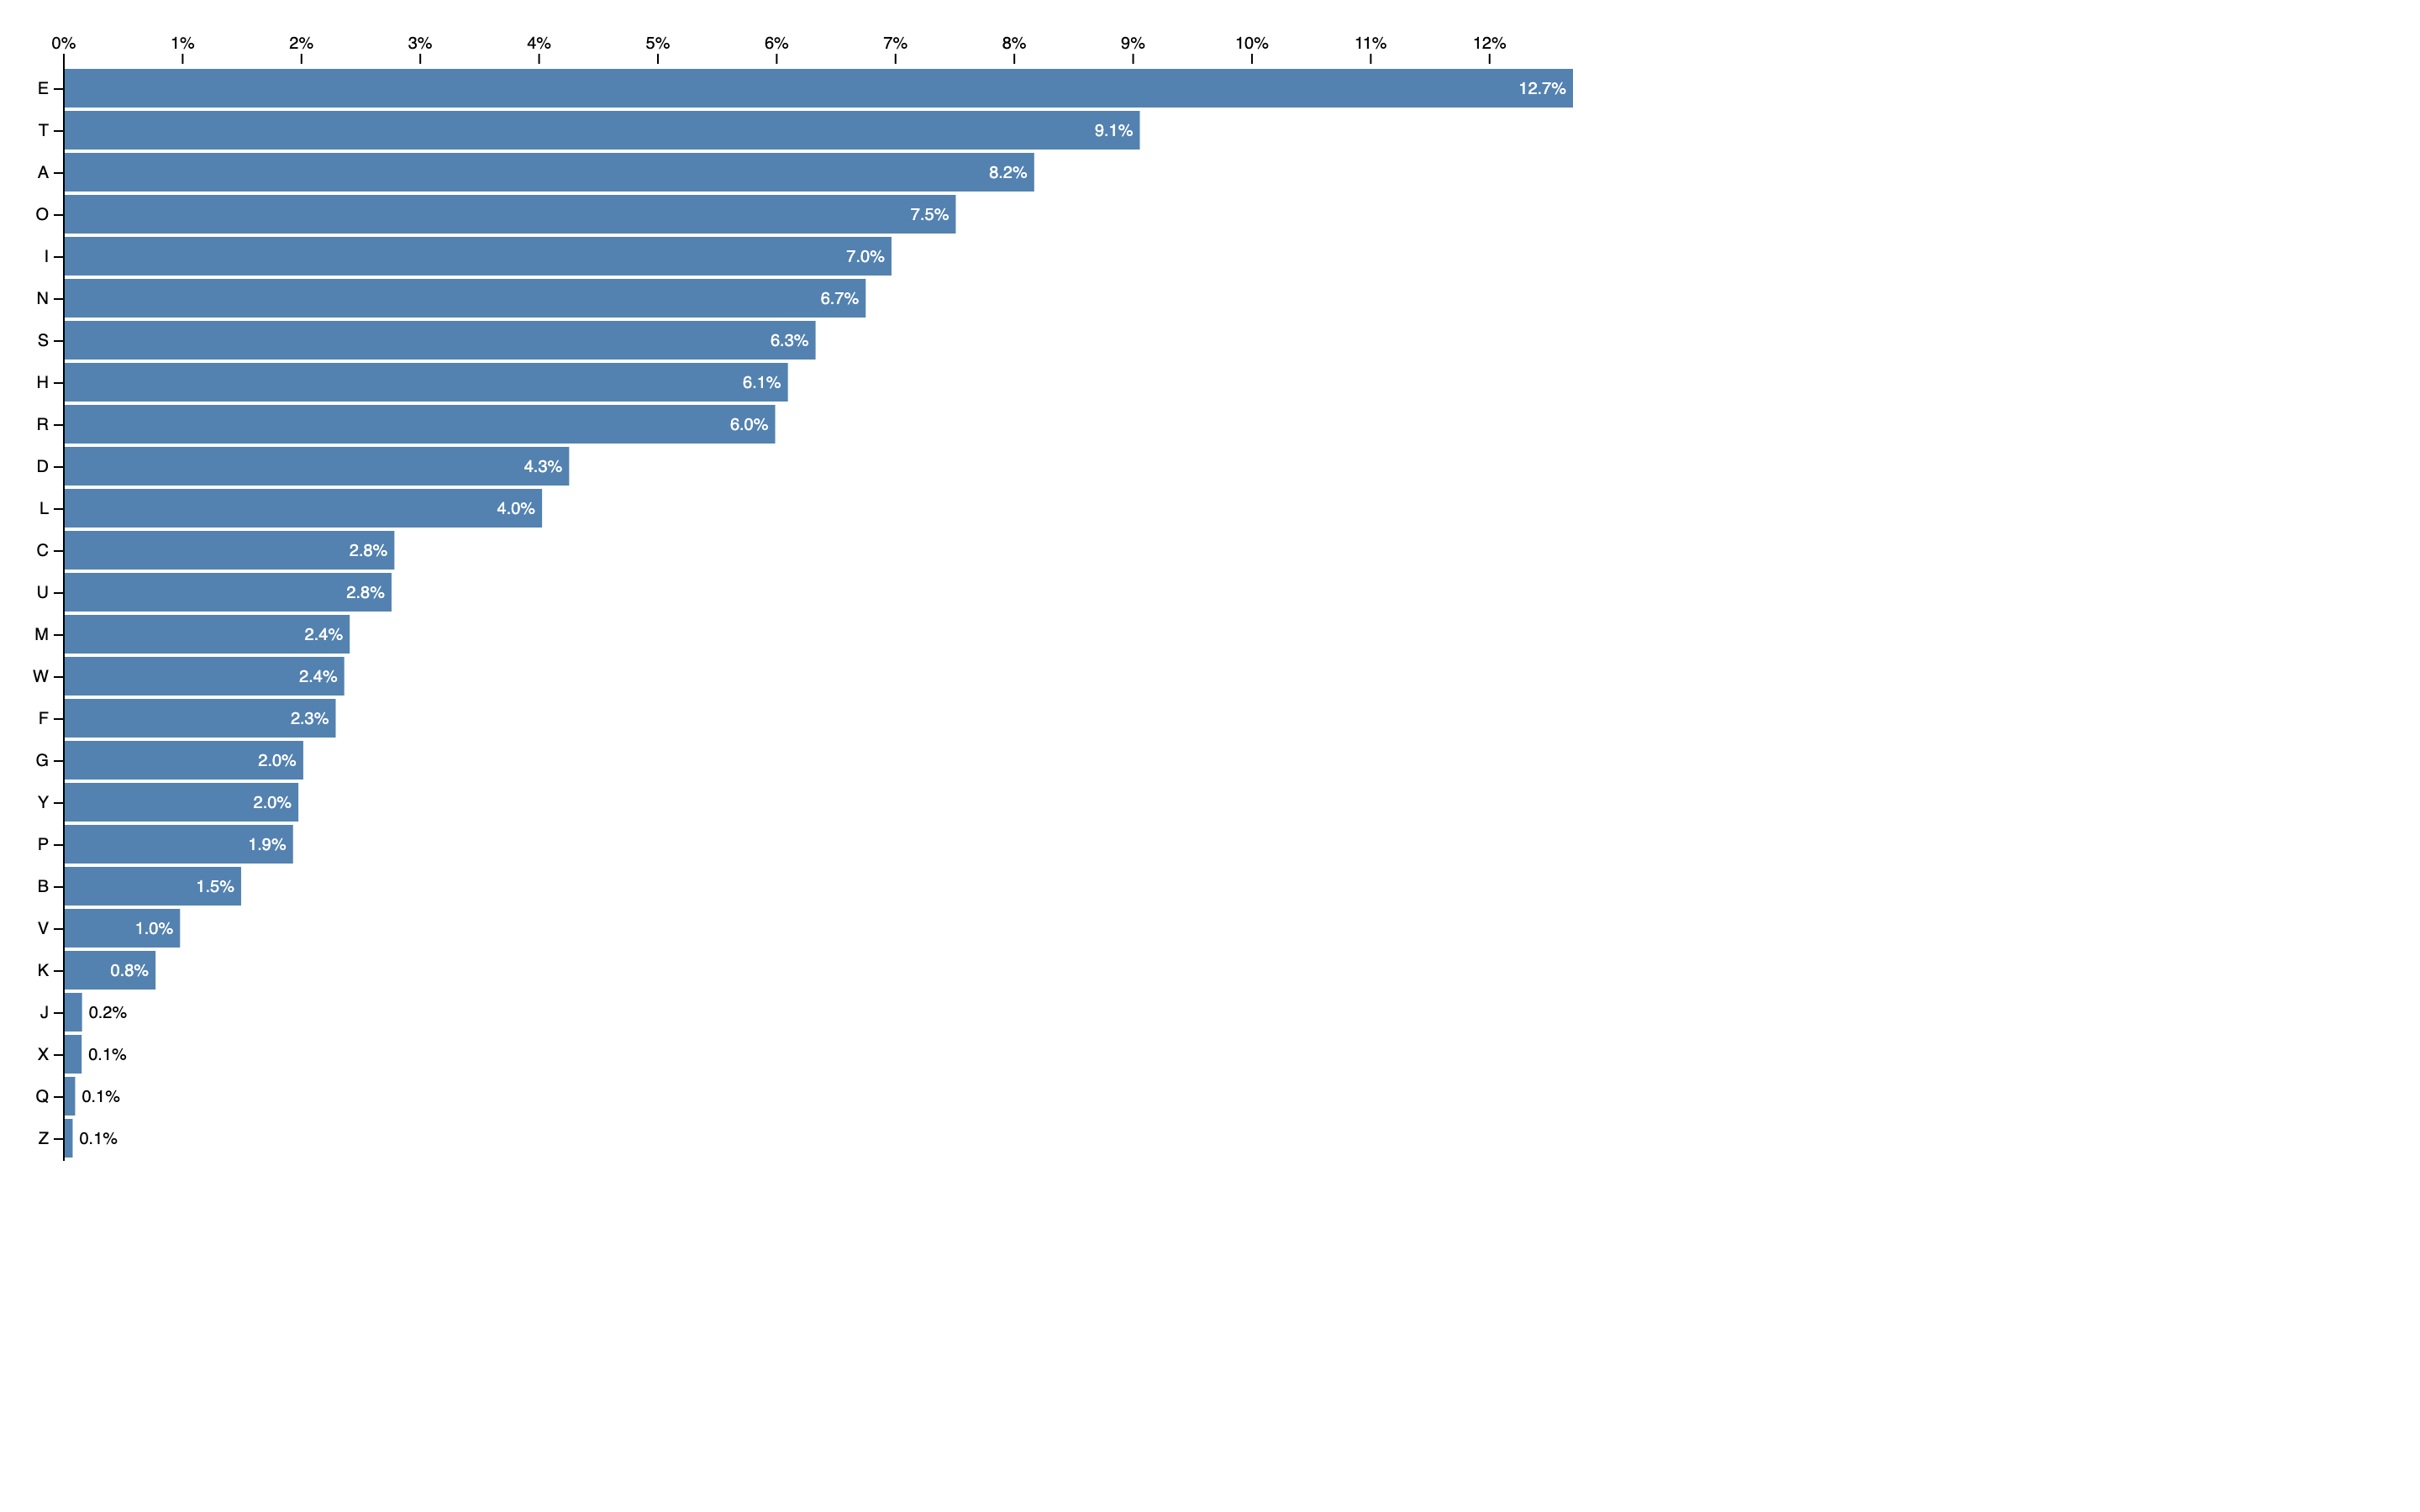 0% 1% 2% 3% 4% 5% 6% 7% 8% 9% 10% 11% 12%
E 12.7%
T 9.1%
A 8.2%
O 7.5%
I 7.0%
N 6.7%
S 6.3%
H 6.1%
R 6.0%
D 4.3%
L 4.0%
C 2.8%
U 2.8%
M 2.4%
W 2.4%
F 2.3%
G 2.0%
Y 2.0%
P 1.9%
B 1.5%
V 1.0%
K 0.8%
J 0.2%
X 0.1%
Q 0.1%
Z 0.1%